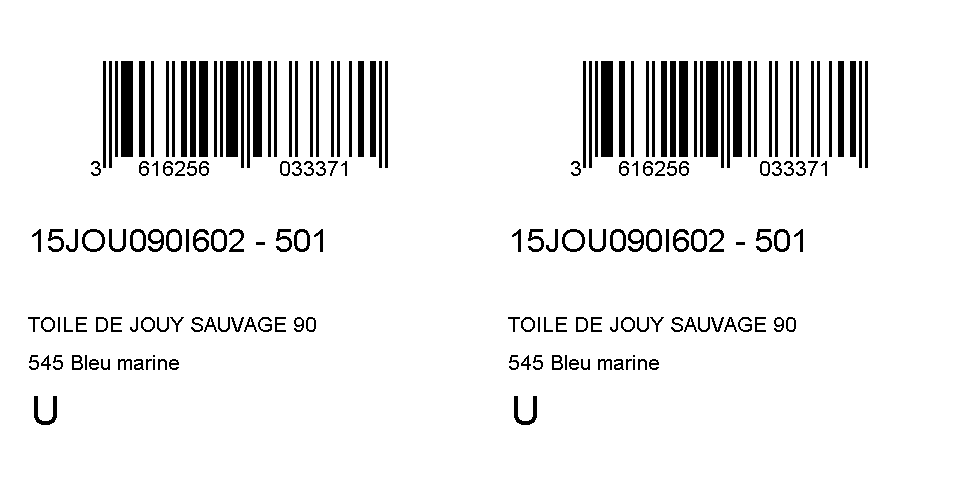 3 616256 033371
15JOU090I602 - 501
TOILE DE JOUY SAUVAGE 90
545 Bleu marine
U
3 616256 033371
15JOU090I602 - 501
TOILE DE JOUY SAUVAGE 90
545 Bleu marine
U